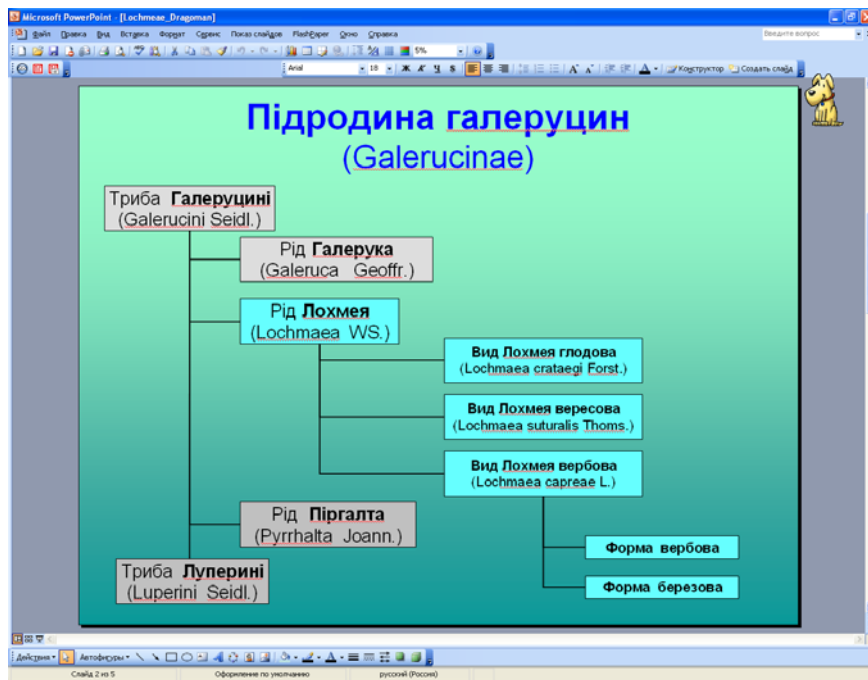 Microsoft PowerPoint - [Lochmeae_Dragoman]
Файл Правка Вид Вставка Формат Сервис Показ слайдов FlashPaper Окно Справка
Введите вопрос
5%
Arial 18 Ж К Ч S Конструктор Создать слайд
Підродина галеруцин
(Galerucinae)
Триба Галеруцині
(Galerucini Seidl.)
Рід Галерука
(Galeruca Geoffr.)
Рід Лохмея
(Lochmaea WS.)
Вид Лохмея глодова
(Lochmaea crataegi Forst.)
Вид Лохмея вересова
(Lochmaea suturalis Thoms.)
Вид Лохмея вербова
(Lochmaea capreae L.)
Рід Піргалта
(Pyrrhalta Joann.)
Форма вербова
Триба Луперині
(Luperini Seidl.)
Форма березова
Действия Автофигуры
Слайд 2 из 5 Оформление по умолчанию русский (Россия)